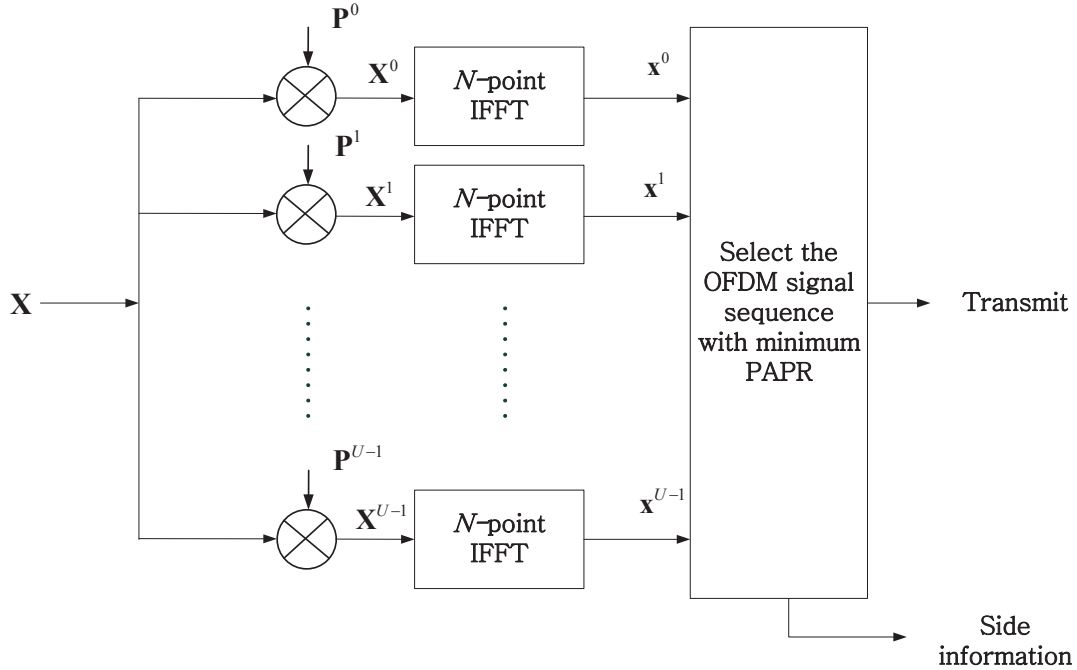 P^0
X^0
N-point
IFFT
x^0
P^1
X^1
N-point
IFFT
x^1
X
Select the
OFDM signal
sequence
with minimum
PAPR
Transmit
P^{U-1}
X^{U-1}
N-point
IFFT
x^{U-1}
Side
information